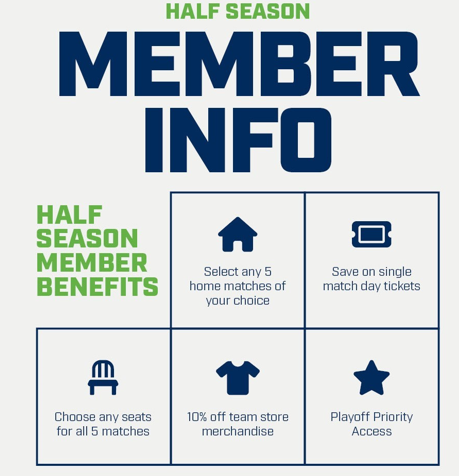 HALF SEASON
MEMBER
INFO
HALF
SEASON
MEMBER
BENEFITS
Select any 5
home matches of
your choice
Save on single
match day tickets
Choose any seats
for all 5 matches
10% off team store
merchandise
Playoff Priority
Access